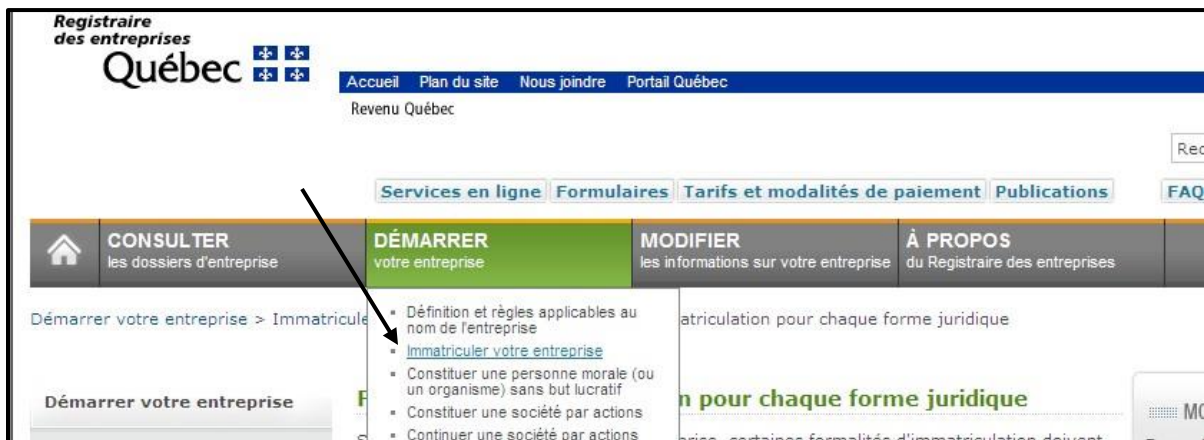 Registraire
des entreprises
Québec
Accueil Plan du site Nous joindre Portail Québec
Revenu Québec
Rec
Services en ligne Formulaires Tarifs et modalités de paiement Publications FAQ
CONSULTER
les dossiers d'entreprise
DÉMARRER
votre entreprise
MODIFIER
les informations sur votre entreprise
À PROPOS
du Registraire des entreprises
Démarrer votre entreprise > Immatricule
atriculation pour chaque forme juridique
Définition et règles applicables au
nom de l'entreprise
Immatriculer votre entreprise
Constituer une personne morale (ou
un organisme) sans but lucratif
Constituer une société par actions
Continuer une société par actions
Démarrer votre entreprise
F
n pour chaque forme juridique
MO
certaines formalités d'immatriculation doivent